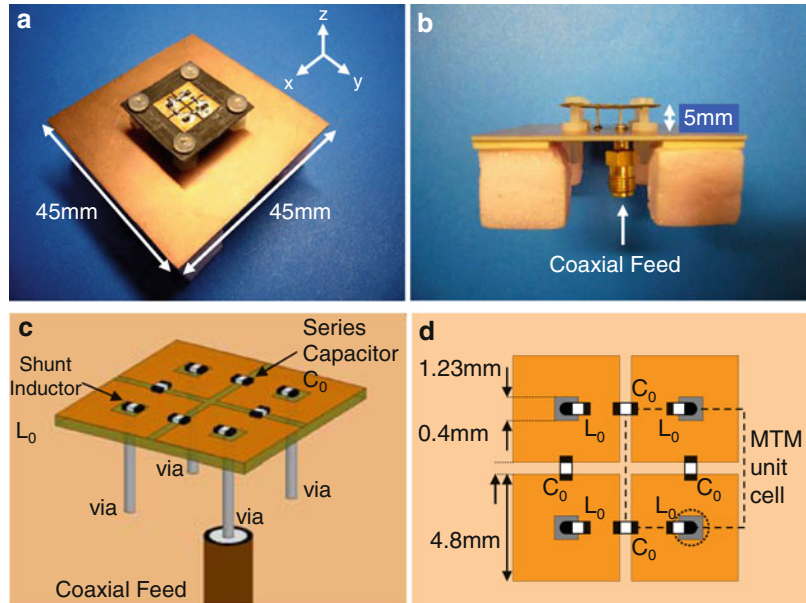 a
z
x
y
45mm
45mm
b
5mm
Coaxial Feed
c
Series
Capacitor
C0
Shunt
Inductor
L0
via
via
via
via
Coaxial Feed
d
1.23mm
C0
L0
L0
0.4mm
MTM
unit
cell
C0
C0
L0
L0
C0
4.8mm